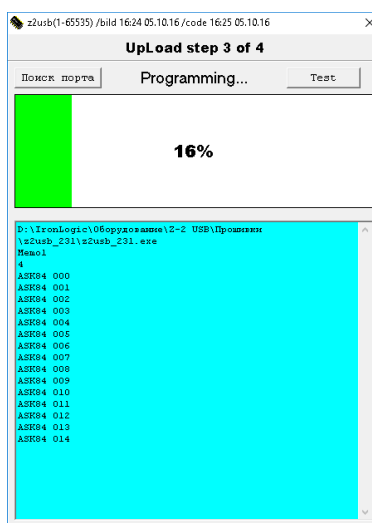 z2usb(1-65535) /bild 16:24 05.10.16 /code 16:25 05.10.16
UpLoad step 3 of 4
Поиск порта
Programming...
Test
16%
D:\IronLogic\Оборудование\Z-2 USB\Прошивки
\z2usb_231\z2usb_231.exe
Memo1
4
ASK84 000
ASK84 001
ASK84 002
ASK84 003
ASK84 004
ASK84 005
ASK84 006
ASK84 007
ASK84 008
ASK84 009
ASK84 010
ASK84 011
ASK84 012
ASK84 013
ASK84 014